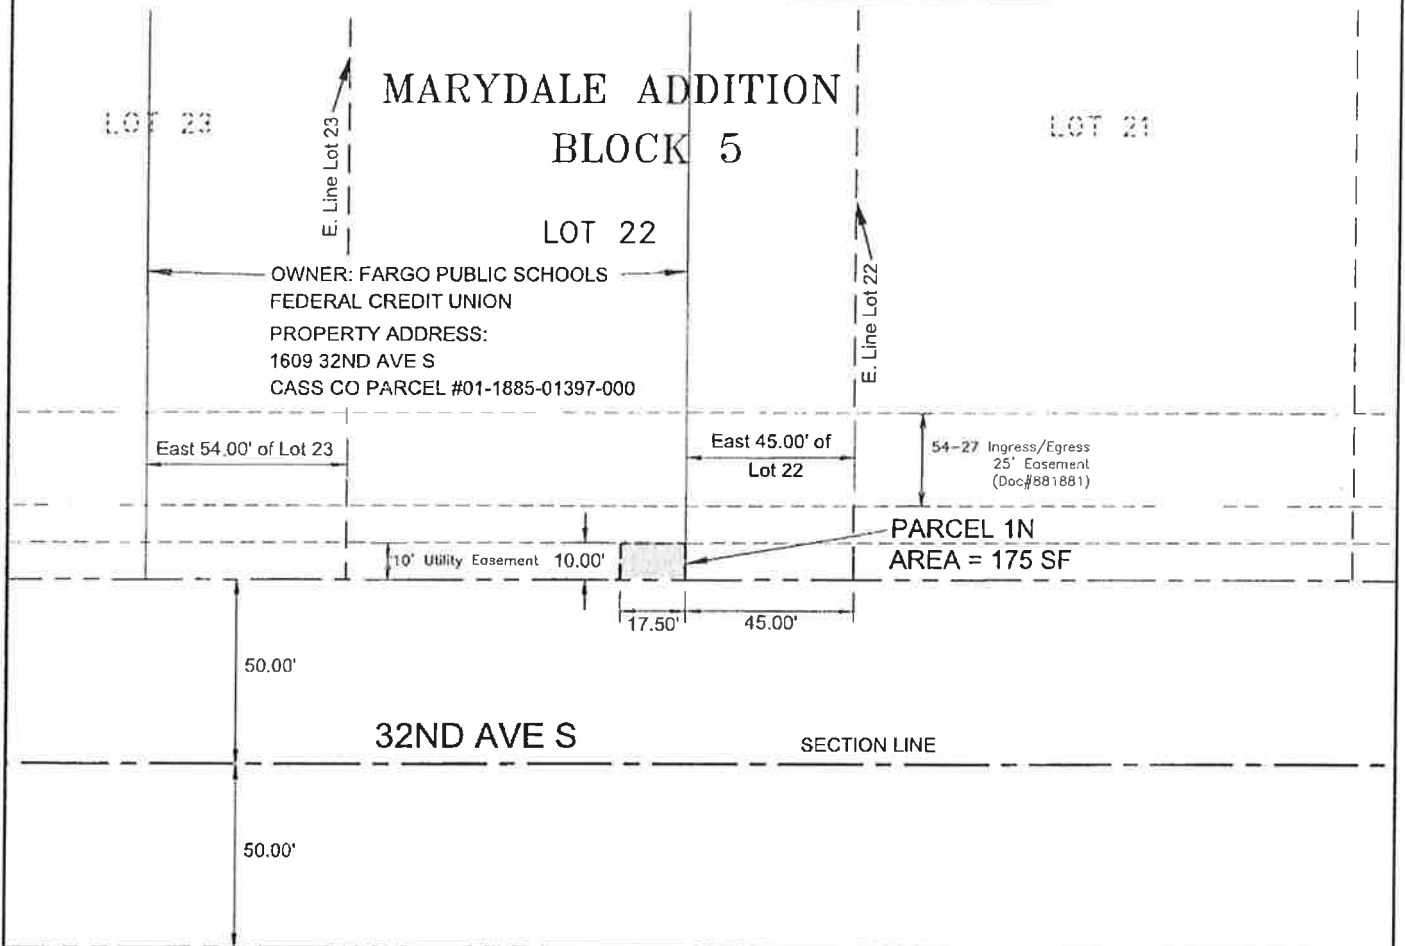 MARYDALE ADDITION
BLOCK 5
LOT 23
E. Line Lot 23
LOT 22
LOT 21
E. Line Lot 22
OWNER: FARGO PUBLIC SCHOOLS
FEDERAL CREDIT UNION
PROPERTY ADDRESS:
1609 32ND AVE S
CASS CO PARCEL #01-1885-01397-000
East 54.00' of Lot 23
East 45.00' of
Lot 22
54-27 Ingress/Egress
25' Easement
(Doc#881881)
10' Utility Easement
10.00'
PARCEL 1N
AREA = 175 SF
17.50'
45.00'
50.00'
32ND AVE S
SECTION LINE
50.00'